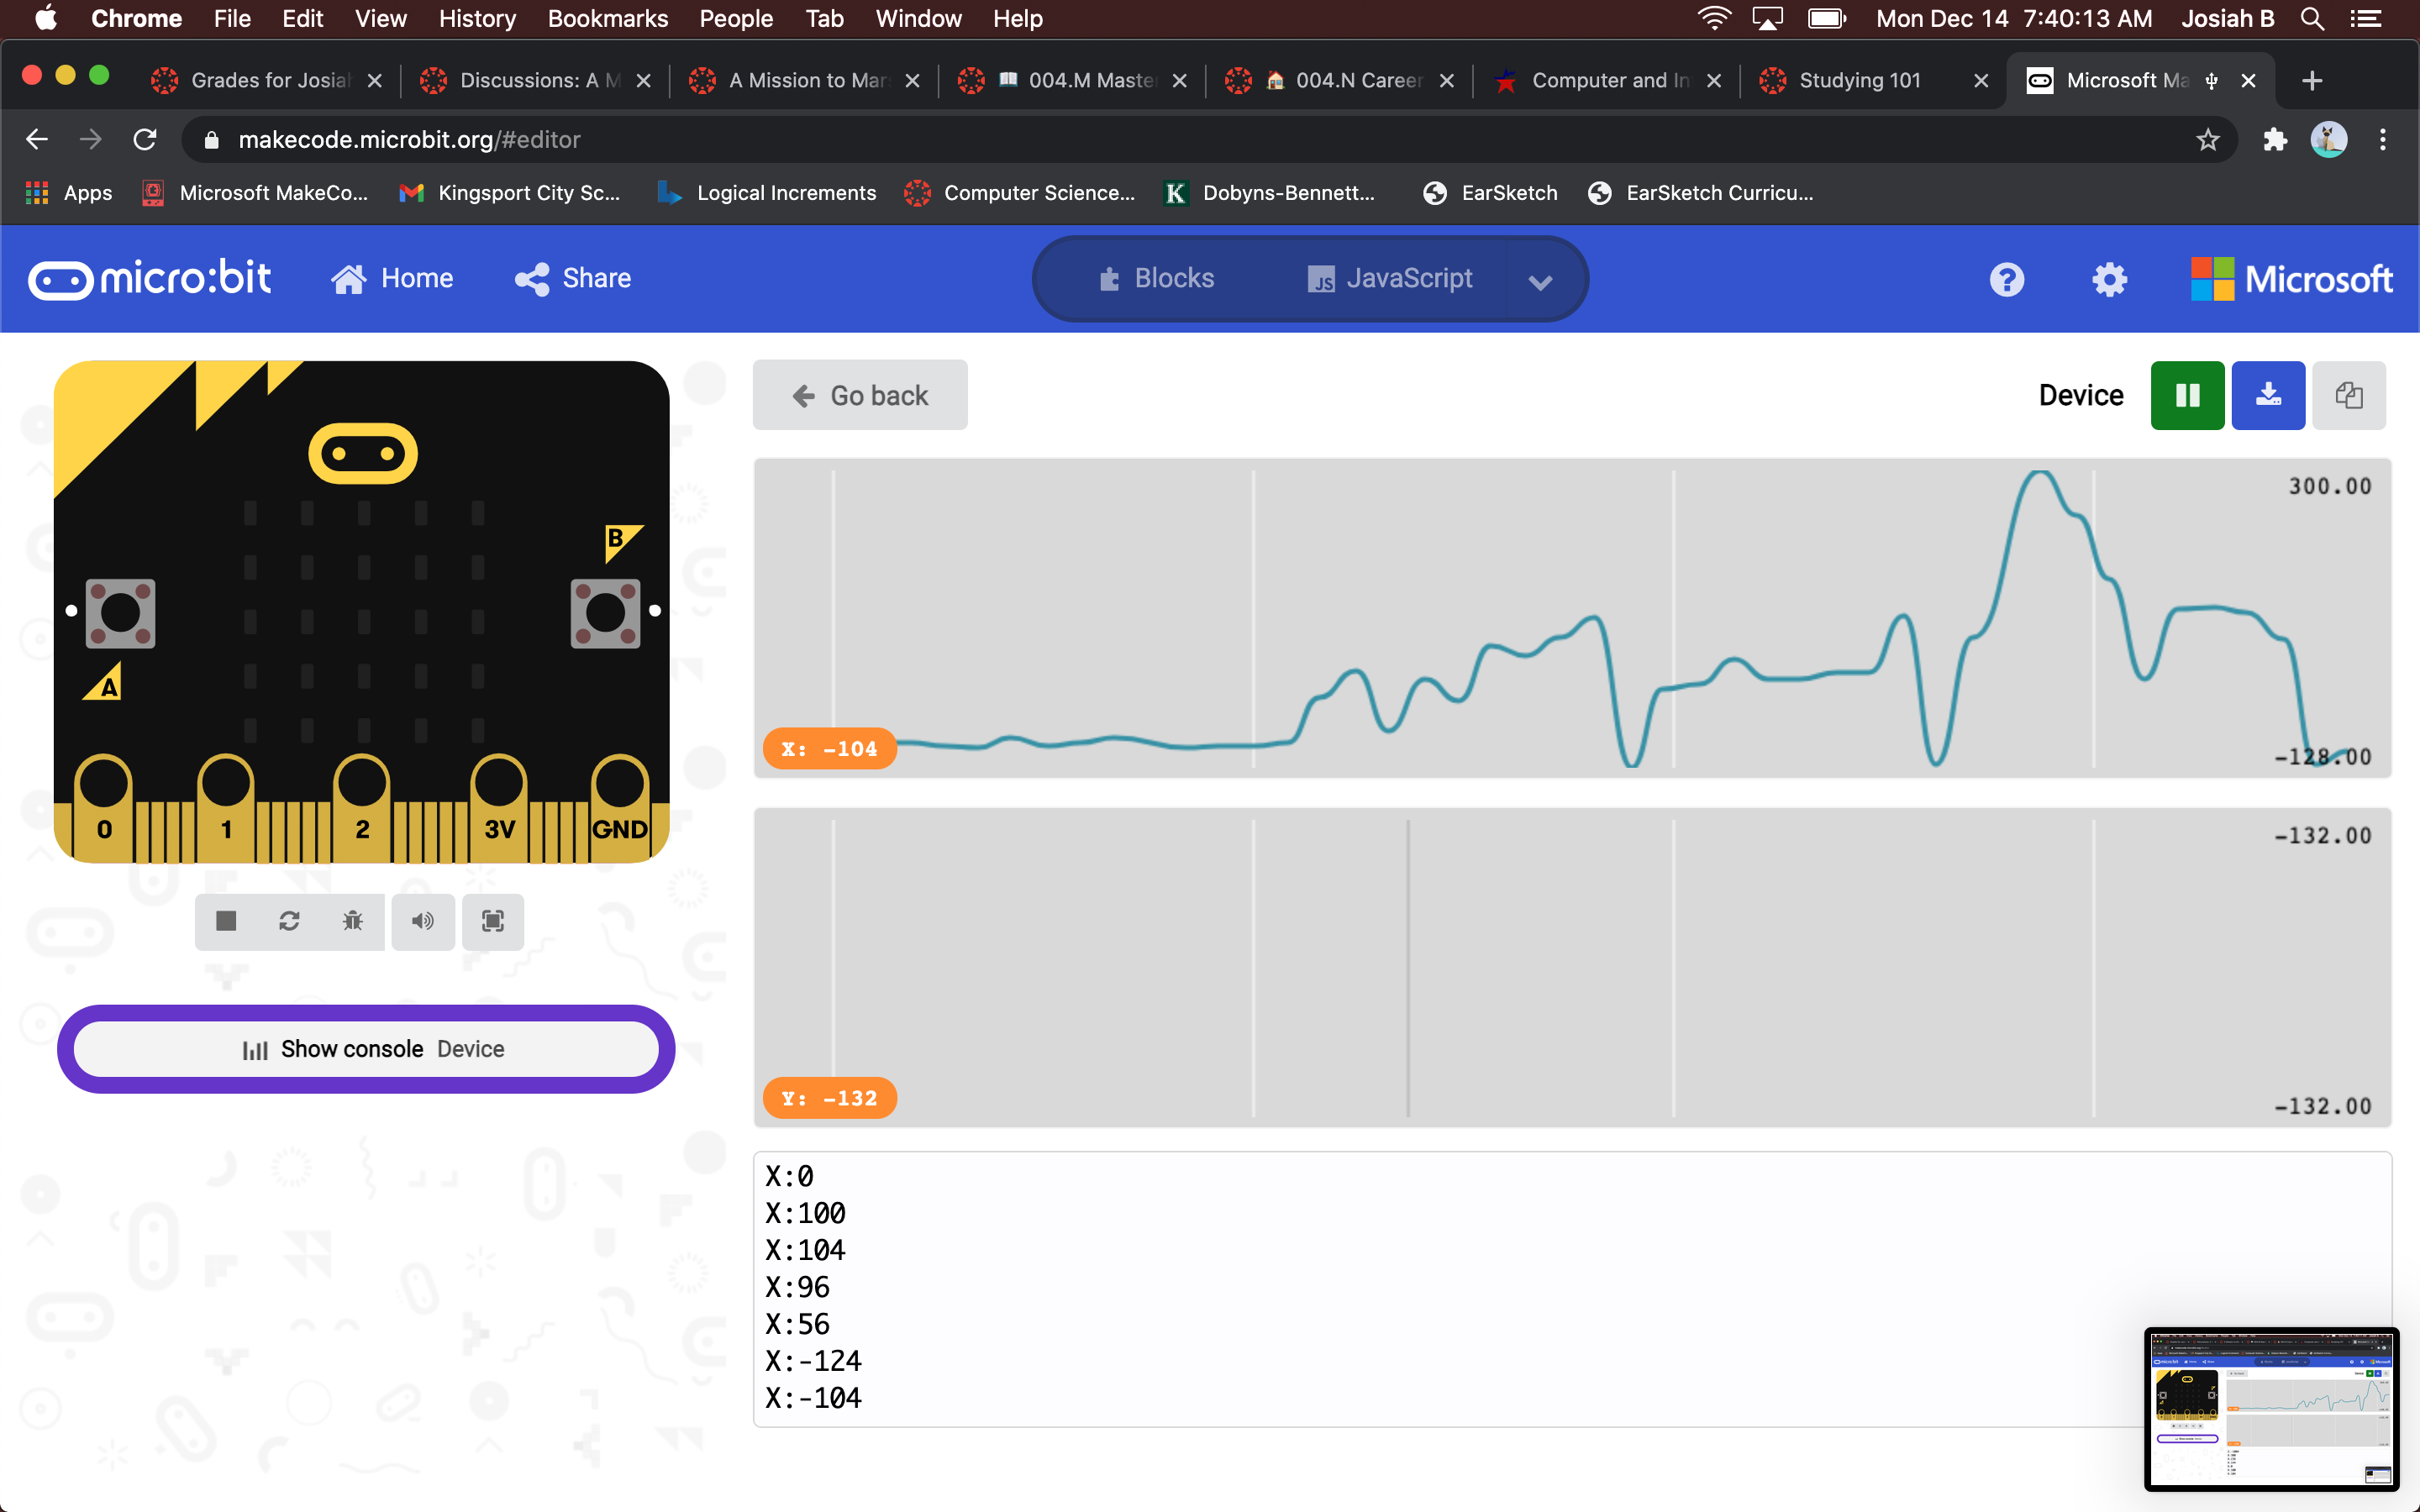 Chrome File Edit View History Bookmarks People Tab Window Help Mon Dec 14 7:40:13 AM Josiah B
Grades for Josiah Discussions: A M A Mission to Mar 004.M Maste 004.N Career Computer and In Studying 101 Microsoft Ma
makecode.microbit.org/#editor
Apps Microsoft MakeCo... Kingsport City Sc... Logical Increments Computer Science... Dobyns-Bennett... EarSketch EarSketch Curricu...
micro:bit Home Share Blocks JS JavaScript ? Microsoft
Go back Device
300.00
B
A
X: -104
-128.00
0 1 2 3V GND
-132.00
Show console Device
Y: -132
-132.00
X:0
X:100
X:104
X:96
X:56
X:-124
X:-104